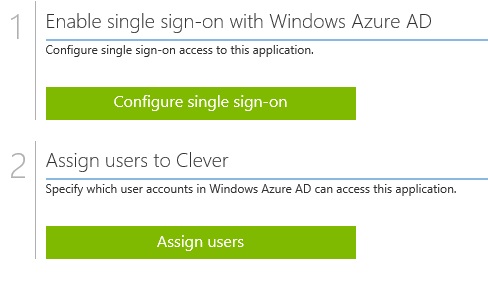 1
Enable single sign-on with Windows Azure AD
Configure single sign-on access to this application.
Configure single sign-on
2
Assign users to Clever
Specify which user accounts in Windows Azure AD can access this application.
Assign users